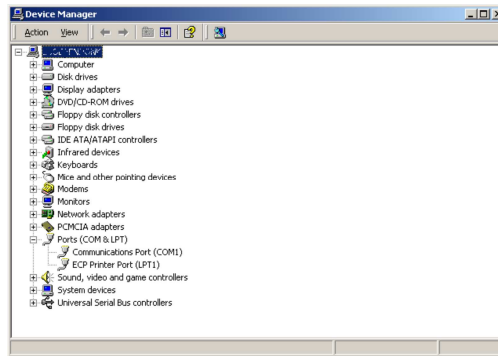 Device Manager
Action View
Computer
Disk drives
Display adapters
DVD/CD-ROM drives
Floppy disk controllers
Floppy disk drives
IDE ATA/ATAPI controllers
Infrared devices
Keyboards
Mice and other pointing devices
Modems
Monitors
Network adapters
PCMCIA adapters
Ports (COM & LPT)
Communications Port (COM1)
ECP Printer Port (LPT1)
Sound, video and game controllers
System devices
Universal Serial Bus controllers